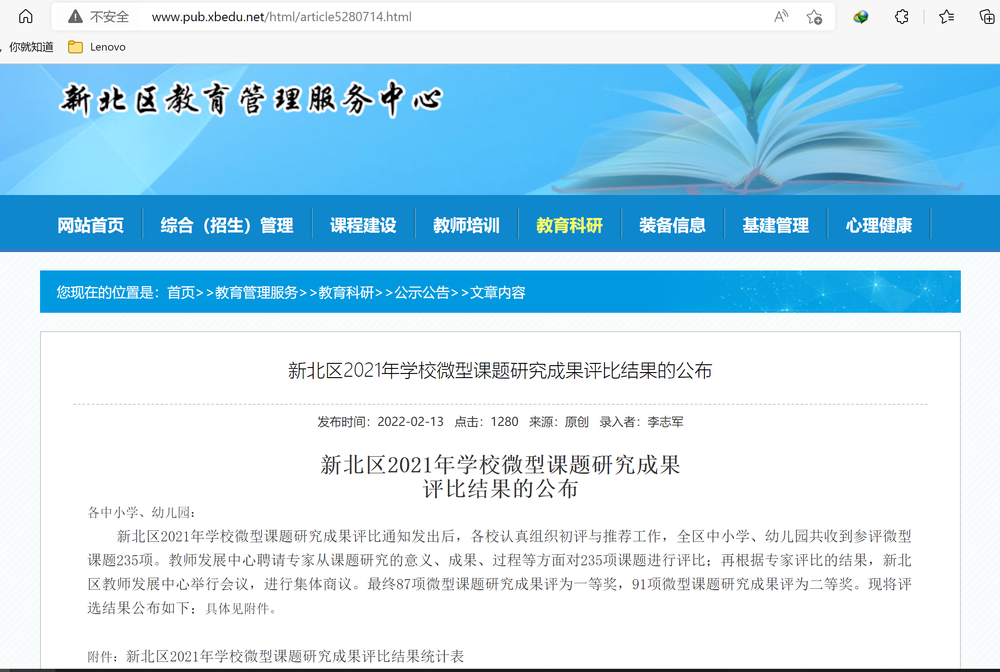 不安全 www.pub.xbedu.net/html/article5280714.html
，你就知道 Lenovo
新北区教育管理服务中心
网站首页 综合（招生）管理 课程建设 教师培训 教育科研 装备信息 基建管理 心理健康
您现在的位置是：首页>>教育管理服务>>教育科研>>公示公告>>文章内容
新北区2021年学校微型课题研究成果评比结果的公布
发布时间：2022-02-13 点击：1280 来源：原创 录入者：李志军
新北区2021年学校微型课题研究成果
评比结果的公布
各中小学、幼儿园：
新北区2021年学校微型课题研究成果评比通知发出后，各校认真组织初评与推荐工作，全区中小学、幼儿园共收到参评微型
课题235项。教师发展中心聘请专家从课题研究的意义、成果、过程等方面对235项课题进行评比；再根据专家评比的结果，新北
区教师发展中心举行会议，进行集体商议。最终87项微型课题研究成果评为一等奖，91项微型课题研究成果评为二等奖。现将评
选结果公布如下：具体见附件。
附件：新北区2021年学校微型课题研究成果评比结果统计表